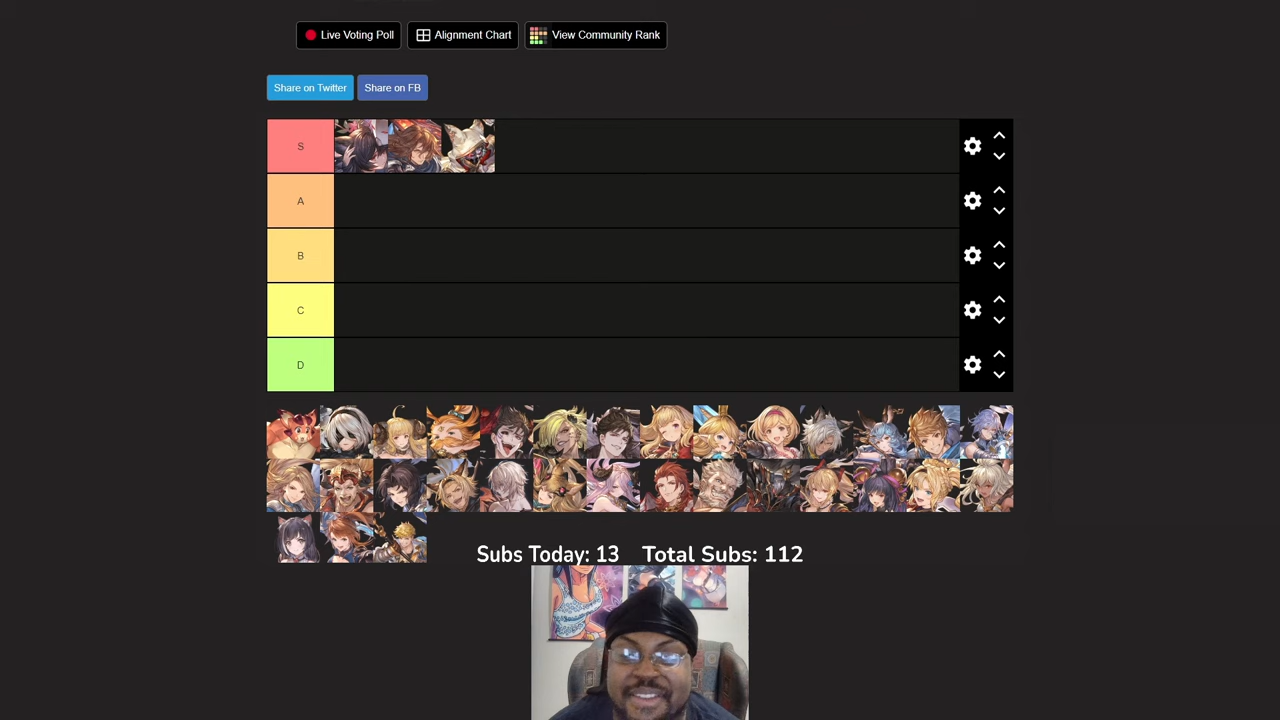 Live Voting Poll Alignment Chart View Community Rank
Share on Twitter Share on FB
S
A
B
C
D
Subs Today: 13 Total Subs: 112